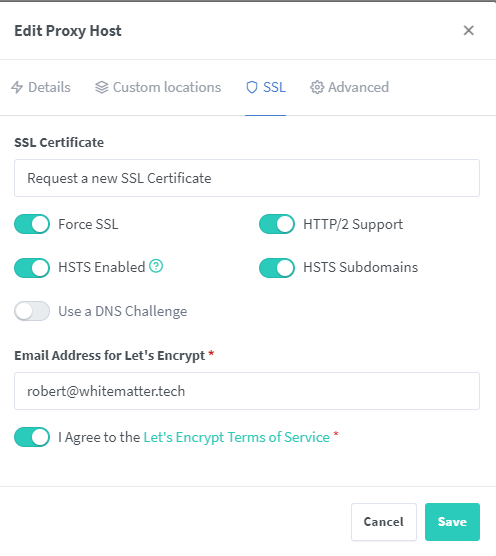 Edit Proxy Host
Details Custom locations SSL Advanced
SSL Certificate
Request a new SSL Certificate
Force SSL HTTP/2 Support
HSTS Enabled HSTS Subdomains
Use a DNS Challenge
Email Address for Let's Encrypt *
robert@whitematter.tech
I Agree to the Let's Encrypt Terms of Service *
Cancel Save